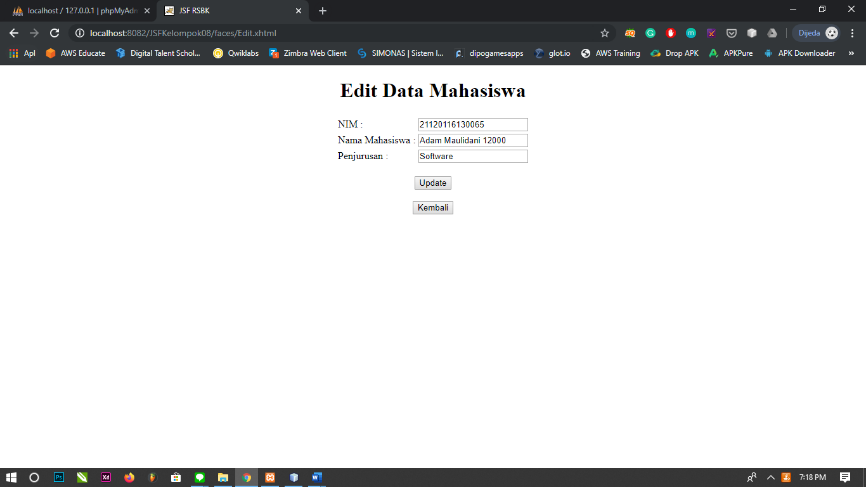 localhost / 127.0.0.1 | phpMyAdm
JSF RSBK
localhost:8082/JSFKelompok08/faces/Edit.xhtml
Dijeda
Apl
AWS Educate
Digital Talent Schol...
Qwiklabs
Zimbra Web Client
SIMONAS | Sistem I...
dipogamesapps
glot.io
AWS Training
Drop APK
APKPure
APK Downloader
»
Edit Data Mahasiswa
NIM : 21120116130065
Nama Mahasiswa : Adam Maulidani 12000
Penjurusan : Software
Update
Kembali
7:18 PM